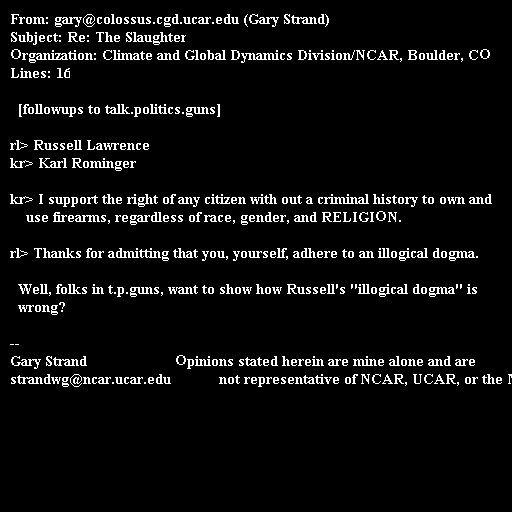 From: gary@colossus.cgd.ucar.edu (Gary Strand)
Subject: Re: The Slaughter
Organization: Climate and Global Dynamics Division/NCAR, Boulder, CO
Lines: 16
[followups to talk.politics.guns]
rl> Russell Lawrence
kr> Karl Rominger
kr> I support the right of any citizen with out a criminal history to own and
use firearms, regardless of race, gender, and RELIGION.
rl> Thanks for admitting that you, yourself, adhere to an illogical dogma.
Well, folks in t.p.guns, want to show how Russell's "illogical dogma" is
wrong?
--
Gary Strand Opinions stated herein are mine alone and are
strandwg@ncar.ucar.edu not representative of NCAR, UCAR, or the